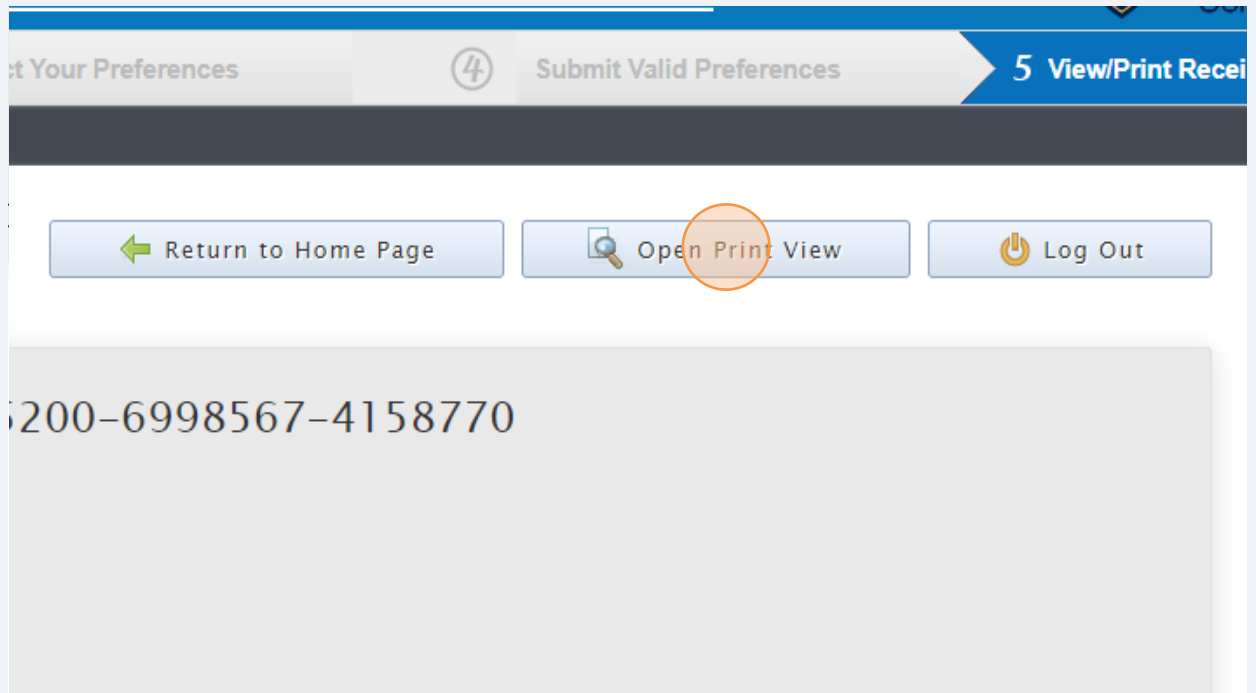 t Your Preferences
4 Submit Valid Preferences
5 View/Print Recei
Return to Home Page
Open Print View
Log Out
200-6998567-4158770